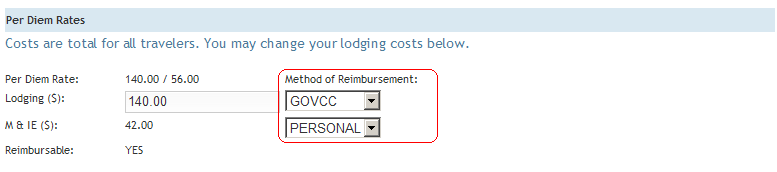 Per Diem Rates
Costs are total for all travelers. You may change your lodging costs below.
Per Diem Rate: 140.00 / 56.00 Method of Reimbursement:
Lodging ($): 140.00 GOVCC
M & IE ($): 42.00 PERSONAL
Reimbursable: YES